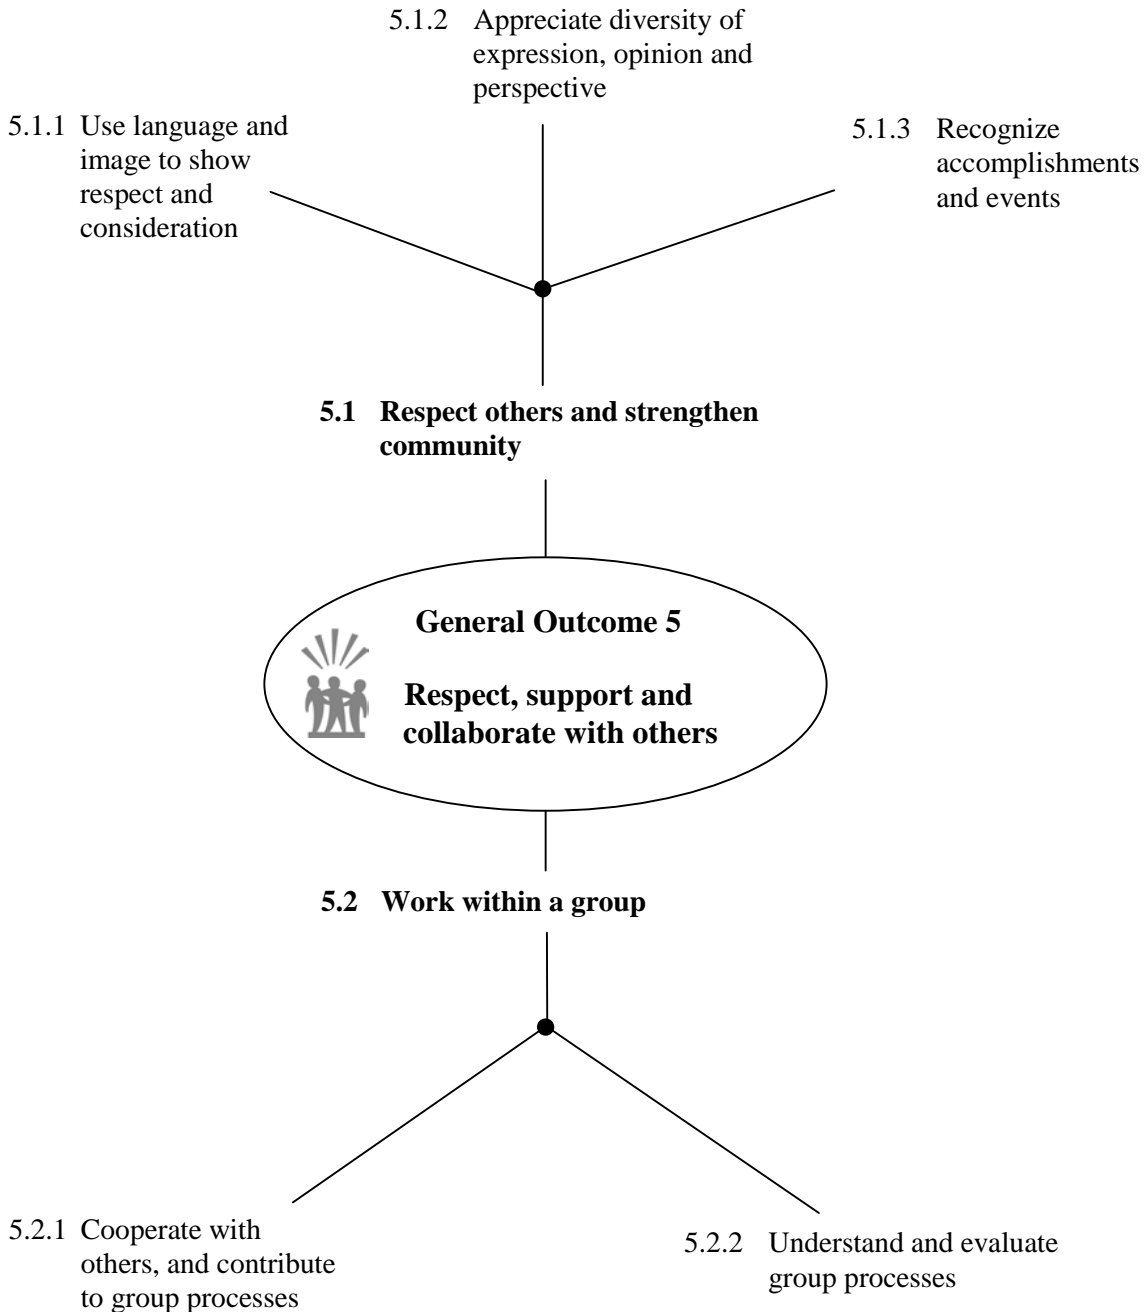 5.1.2 Appreciate diversity of
expression, opinion and
perspective
5.1.1 Use language and
image to show
respect and
consideration
5.1.3 Recognize
accomplishments
and events
5.1 Respect others and strengthen
community
General Outcome 5
Respect, support and
collaborate with others
5.2 Work within a group
5.2.1 Cooperate with
others, and contribute
to group processes
5.2.2 Understand and evaluate
group processes